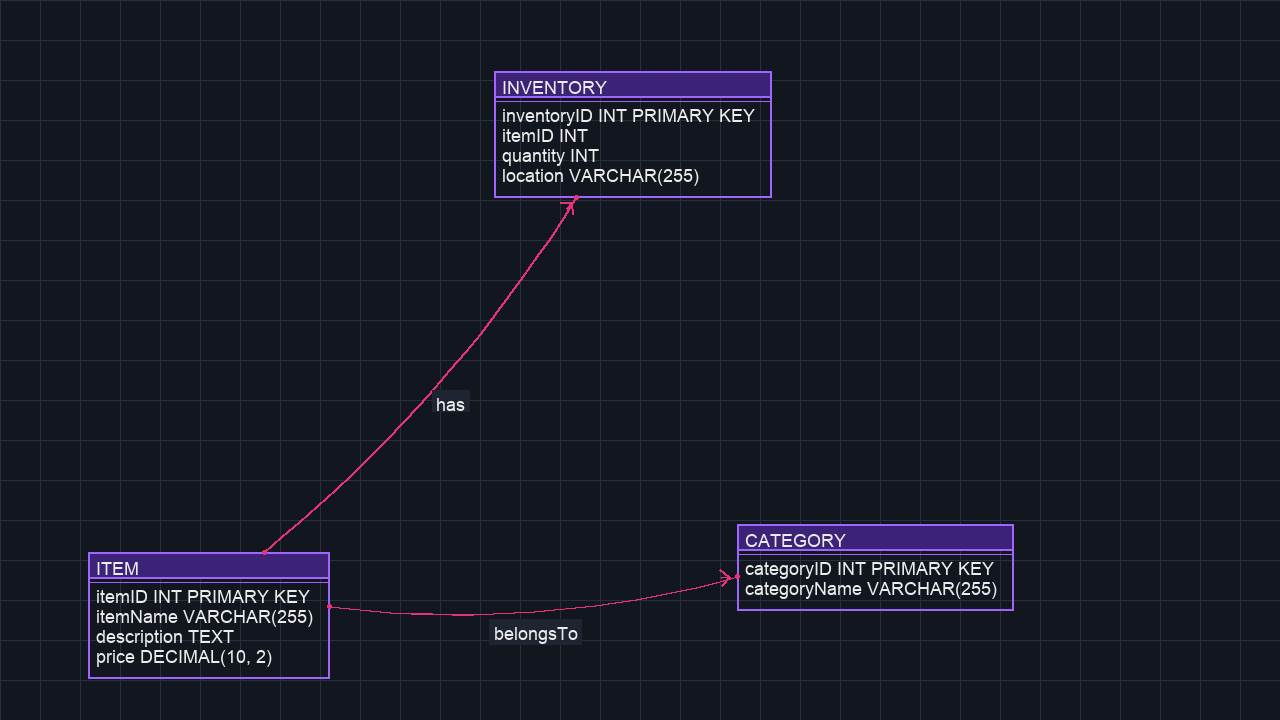 INVENTORY
inventoryID INT PRIMARY KEY
itemID INT
quantity INT
location VARCHAR(255)
has
ITEM
itemID INT PRIMARY KEY
itemName VARCHAR(255)
description TEXT
price DECIMAL(10, 2)
belongsTo
CATEGORY
categoryID INT PRIMARY KEY
categoryName VARCHAR(255)